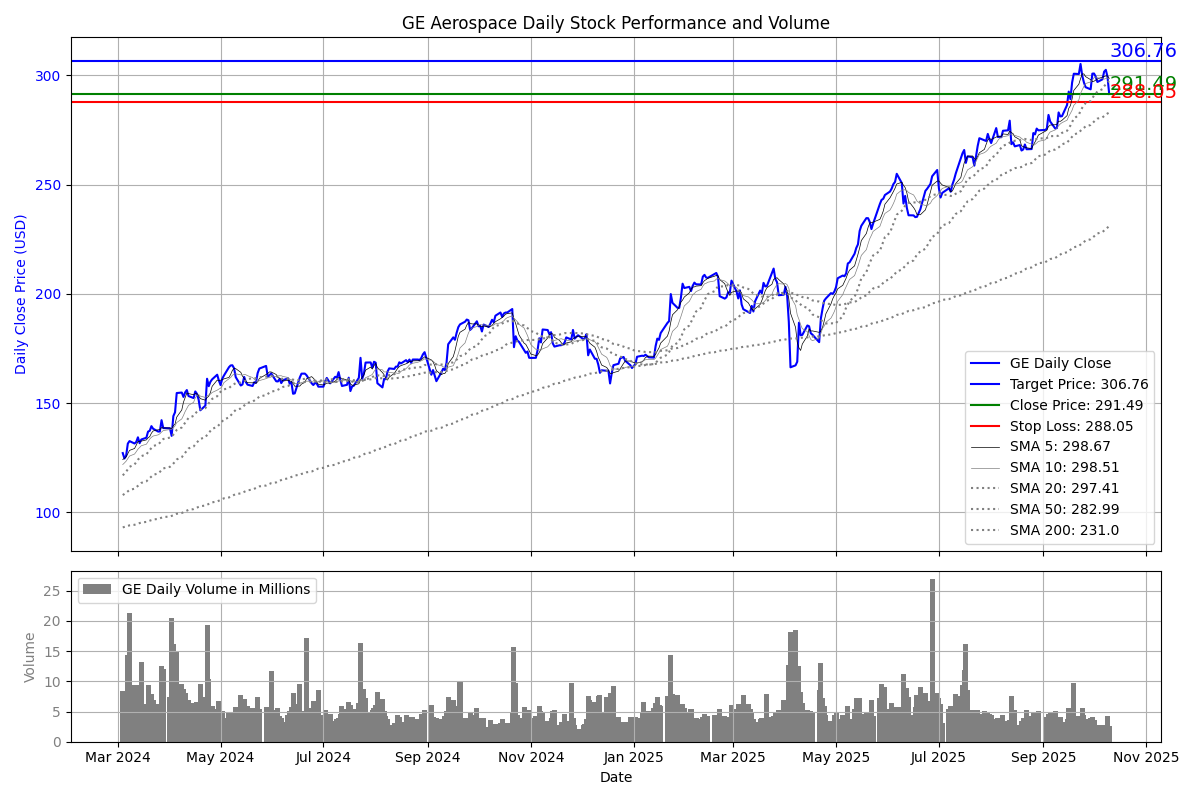 GE Aerospace Daily Stock Performance and Volume
306.76
291.49
288.05
300
250
200
150
100
Daily Close Price (USD)
GE Daily Close
Target Price: 306.76
Close Price: 291.49
Stop Loss: 288.05
SMA 5: 298.67
SMA 10: 298.51
SMA 20: 297.41
SMA 50: 282.99
SMA 200: 231.0
GE Daily Volume in Millions
25
20
15
10
5
0
Volume
Mar 2024 May 2024 Jul 2024 Sep 2024 Nov 2024 Jan 2025 Mar 2025 May 2025 Jul 2025 Sep 2025 Nov 2025
Date